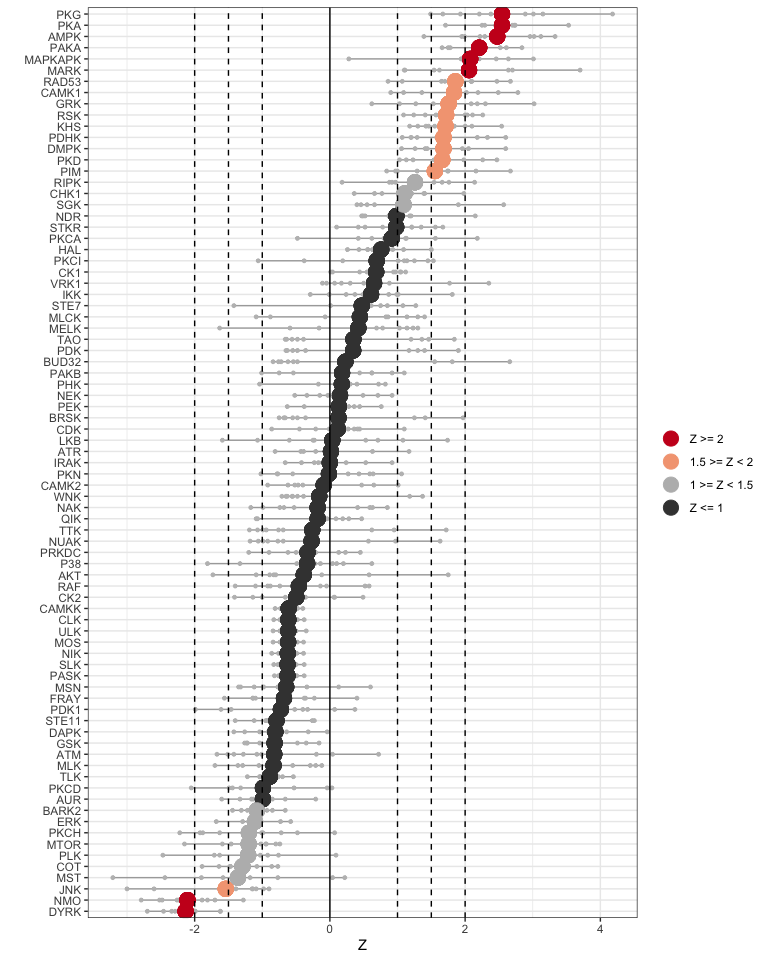 PKG
PKA
AMPK
PAKA
MAPKAPK
MARK
RAD53
CAMK1
GRK
RSK
KHS
PDHK
DMPK
PKD
PIM
RIPK
CHK1
SGK
NDR
STKR
PKCA
HAL
PKCI
CK1
VRK1
IKK
STE7
MLCK
MELK
TAO
PDK
BUD32
PAKB
PHK
NEK
PEK
BRSK
CDK
LKB
ATR
IRAK
PKN
CAMK2
WNK
NAK
QIK
TTK
NUAK
PRKDC
P38
AKT
RAF
CK2
CAMKK
CLK
ULK
MOS
NIK
SLK
PASK
MSN
FRAY
PDK1
STE11
DAPK
GSK
ATM
MLK
TLK
PKCD
AUR
BARK2
ERK
PKCH
MTOR
PLK
COT
MST
JNK
NMO
DYRK
-2 0 2 4
Z
Z >= 2
1.5 >= Z < 2
1 >= Z < 1.5
Z <= 1